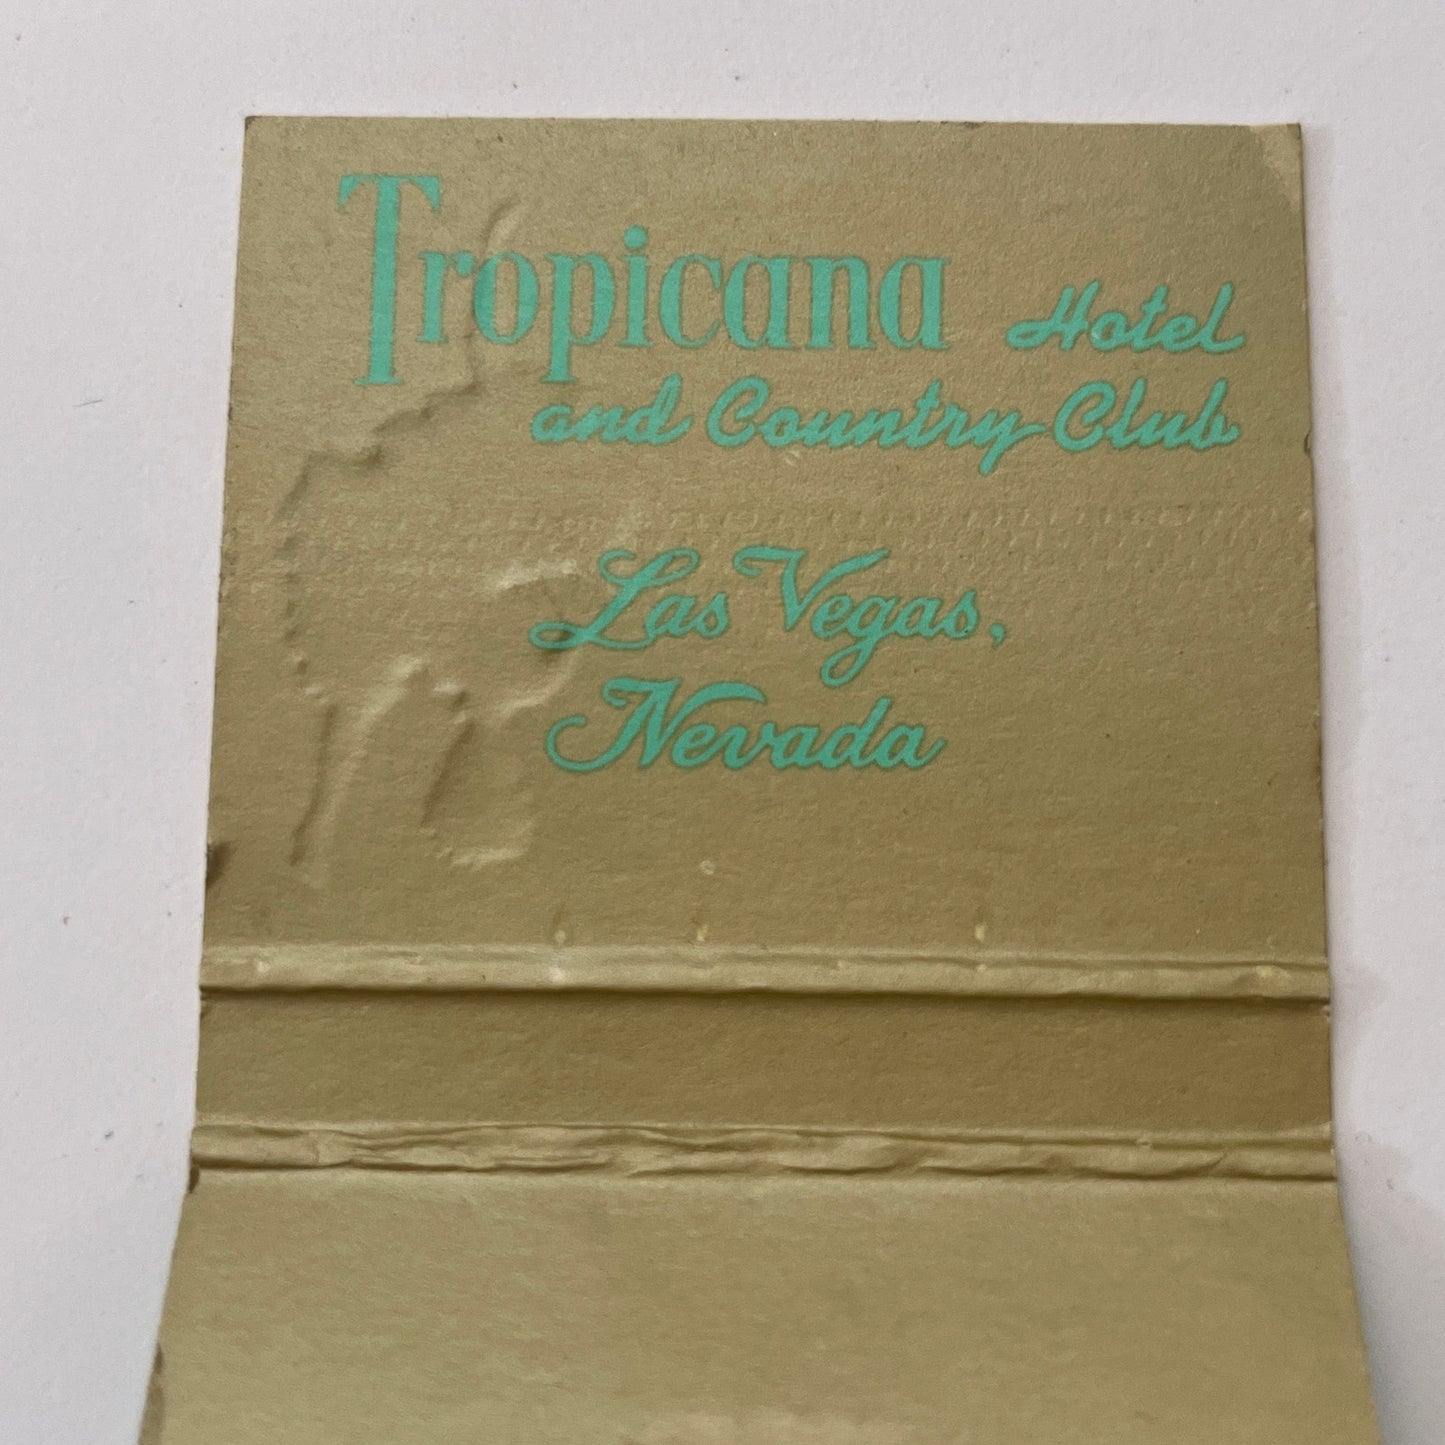 Tropicana Hotel
and Country Club
Las Vegas,
Nevada